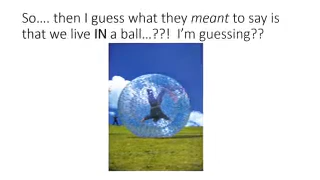 So…. then I guess what they meant to say is
that we live IN a ball…??!  I’m guessing??